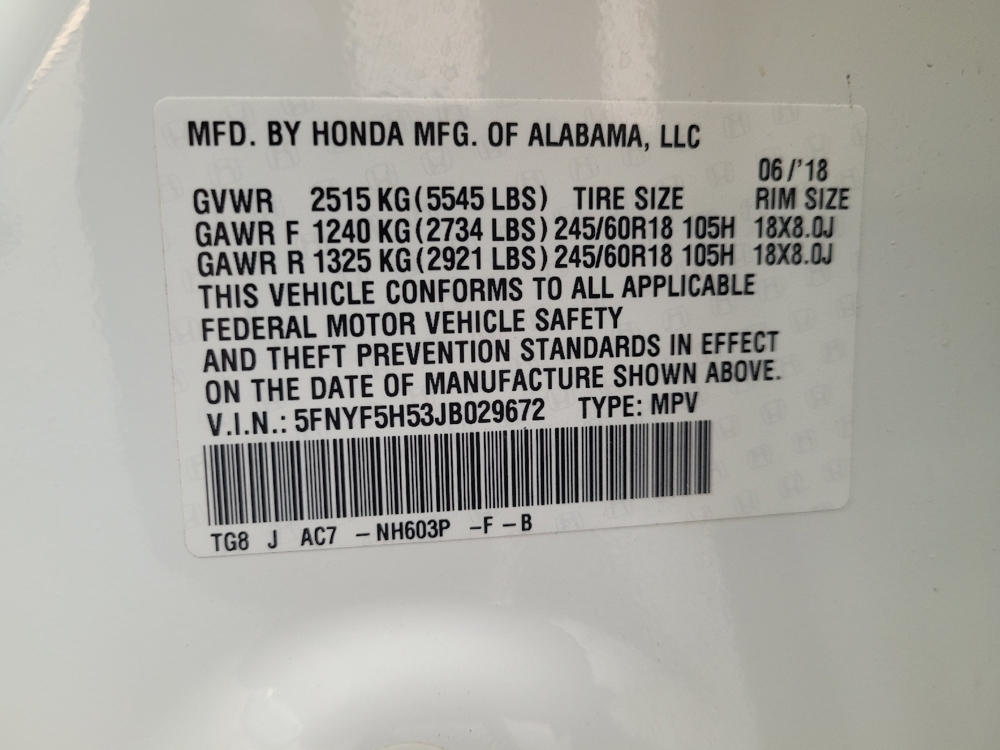 MFD. BY HONDA MFG. OF ALABAMA, LLC
06/'18
GVWR 2515 KG (5545 LBS) TIRE SIZE RIM SIZE
GAWR F 1240 KG (2734 LBS) 245/60R18 105H 18X8.0J
GAWR R 1325 KG (2921 LBS) 245/60R18 105H 18X8.0J
THIS VEHICLE CONFORMS TO ALL APPLICABLE
FEDERAL MOTOR VEHICLE SAFETY
AND THEFT PREVENTION STANDARDS IN EFFECT
ON THE DATE OF MANUFACTURE SHOWN ABOVE.
V.I.N.: 5FNYF5H53JB029672 TYPE: MPV
TG8 J AC7 – NH603P –F –B